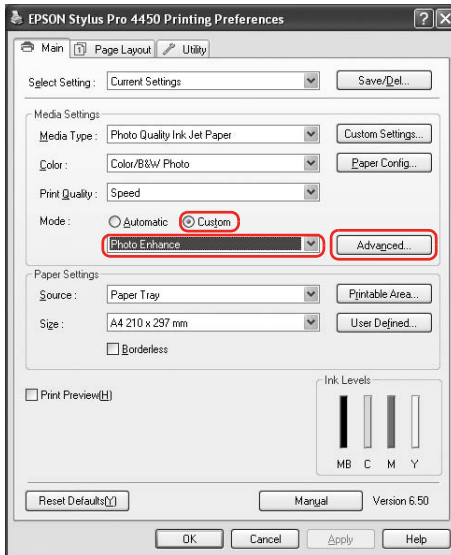 EPSON Stylus Pro 4450 Printing Preferences
Main Page Layout Utility
Select Setting : Current Settings Save/Del...
Media Settings
Media Type : Photo Quality Ink Jet Paper Custom Settings...
Color : Color/B&W Photo Paper Config...
Print Quality : Speed
Mode : Automatic Custom
Photo Enhance Advanced...
Paper Settings
Source : Paper Tray Printable Area...
Size : A4 210 x 297 mm User Defined...
Borderless
Print Preview(H)
Ink Levels
MB C M Y
Reset Defaults(Y) Manual Version 6.50
OK Cancel Apply Help